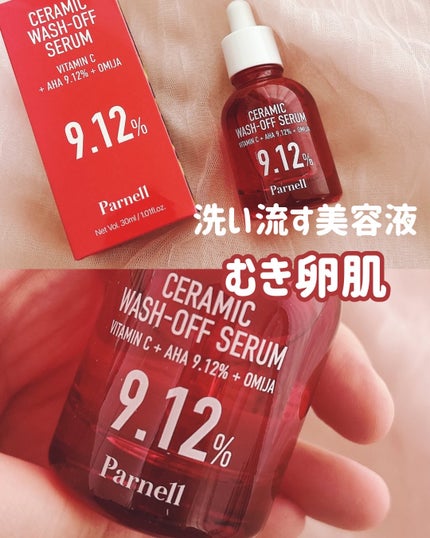 CERAMIC
WASH-OFF
SERUM
VITAMIN C
+ AHA 9.12% + OMIJA
9.12%
Parnell
Net Vol. 30ml / 1.01fl.oz.
CERAMIC
WASH-OFF SERUM
VITAMIN C + AHA 9.12% + OMIJA
9.12%
Parnell
洗い流す美容液
むき卵肌
CERAMIC
WASH-OFF SERUM
VITAMIN C + AHA 9.12% + OMIJA
9.12%
Parnell